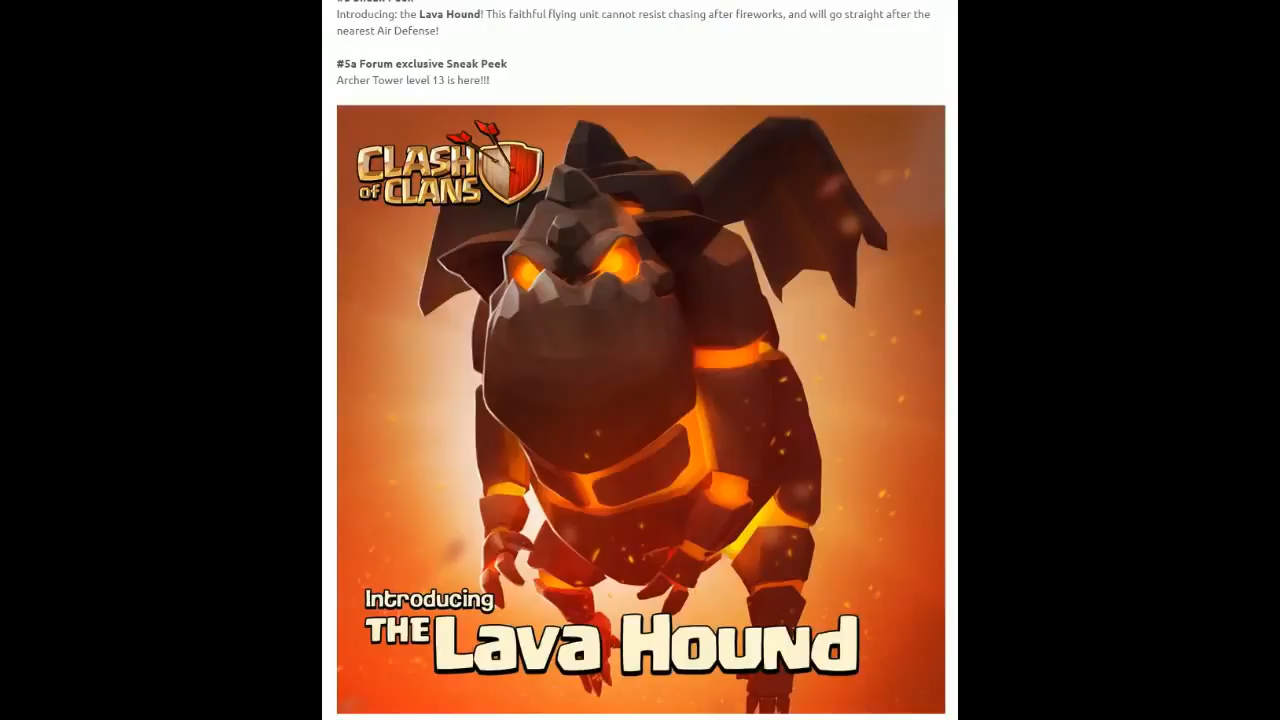 Introducing: the Lava Hound! This faithful flying unit cannot resist chasing after fireworks, and will go straight after the
nearest Air Defense!
#5a Forum exclusive Sneak Peek
Archer Tower level 13 is here!!!
CLASH
OF CLANS
Introducing
THE Lava Hound